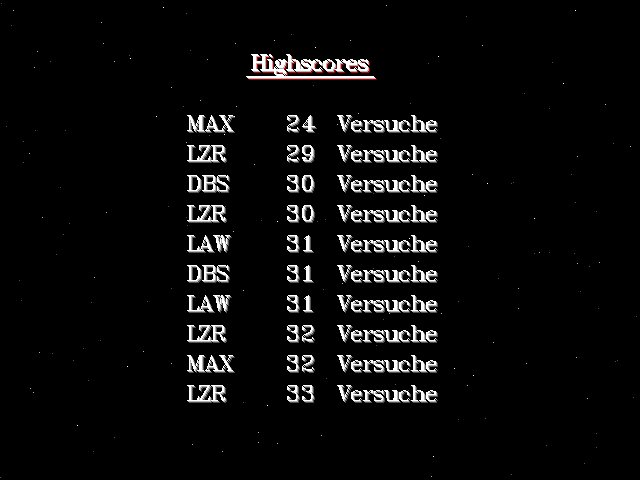 Highscores
MAX 24 Versuche
LZR 29 Versuche
DBS 30 Versuche
LZR 30 Versuche
LAW 31 Versuche
DBS 31 Versuche
LAW 31 Versuche
LZR 32 Versuche
MAX 32 Versuche
LZR 33 Versuche